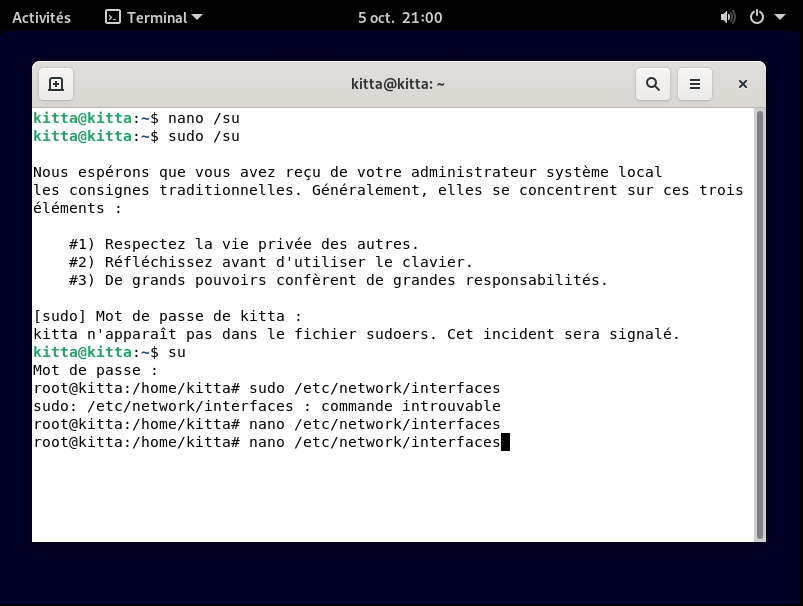 Activités Terminal 5 oct. 21:00
kitta@kitta: ~
kitta@kitta:~$ nano /su
kitta@kitta:~$ sudo /su
Nous espérons que vous avez reçu de votre administrateur système local
les consignes traditionnelles. Généralement, elles se concentrent sur ces trois
éléments :
#1) Respectez la vie privée des autres.
#2) Réfléchissez avant d'utiliser le clavier.
#3) De grands pouvoirs confèrent de grandes responsabilités.
[sudo] Mot de passe de kitta :
kitta n'apparaît pas dans le fichier sudoers. Cet incident sera signalé.
kitta@kitta:~$ su
Mot de passe :
root@kitta:/home/kitta# sudo /etc/network/interfaces
sudo: /etc/network/interfaces : commande introuvable
root@kitta:/home/kitta# nano /etc/network/interfaces
root@kitta:/home/kitta# nano /etc/network/interfaces